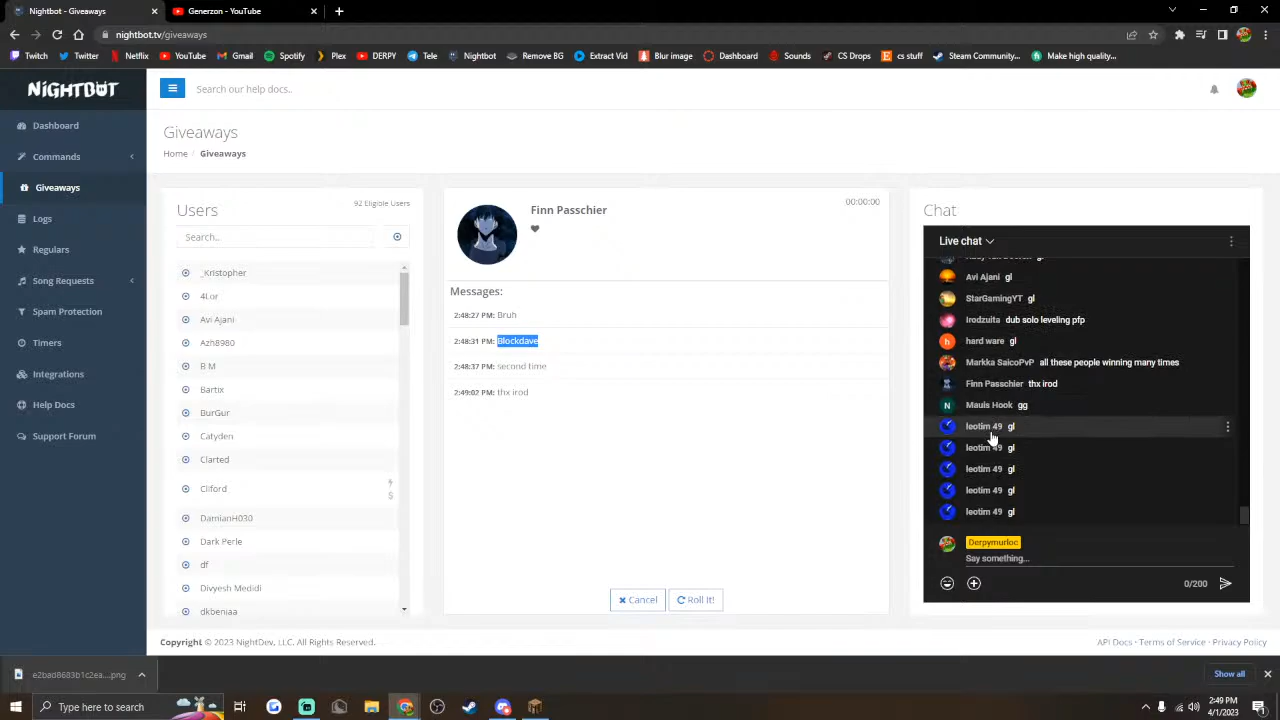 Nightbot - Giveaways
Generzon - YouTube
nightbot.tv/giveaways
Twitch
Twitter
Netflix
YouTube
Gmail
Spotify
Plex
DERPY
Tele
Nightbot
Remove BG
Extract Vid
Blur image
Dashboard
Sounds
CS Drops
cs stuff
Steam Community...
Make high quality...
NIGHTBOT
Search our help docs..
Dashboard
Commands
Giveaways
Logs
Regulars
Song Requests
Spam Protection
Timers
Integrations
Help Docs
Support Forum
Giveaways
Home / Giveaways
Users
92 Eligible Users
Search...
_Kristopher
4Lor
Avi Ajani
Azh8980
B M
Bartix
BurGur
Catyden
Clarted
Cliford
DamianH030
Dark Perle
df
Divyesh Medidi
dkbenjaa
Finn Passchier
00:00:00
Messages:
2:48:27 PM: Bruh
2:48:31 PM: Blockdave
2:48:37 PM: second time
2:49:02 PM: thx irod
Cancel
Roll It!
Chat
Live chat
Avi Ajani gl
StarGamingYT gl
Irodzuita dub solo leveling pfp
hard ware gl
Markka SaicoPvP all these people winning many times
Finn Passchier thx irod
Mauis Hook gg
leotim 49 gl
leotim 49 gl
leotim 49 gl
leotim 49 gl
leotim 49 gl
Derpymurloc
Say something...
0/200
Copyright © 2023 NightDev, LLC. All Rights Reserved.
API Docs · Terms of Service · Privacy Policy
e2bad8683b1c2ea....png
Show all
Type here to search
2:49 PM
4/1/2023